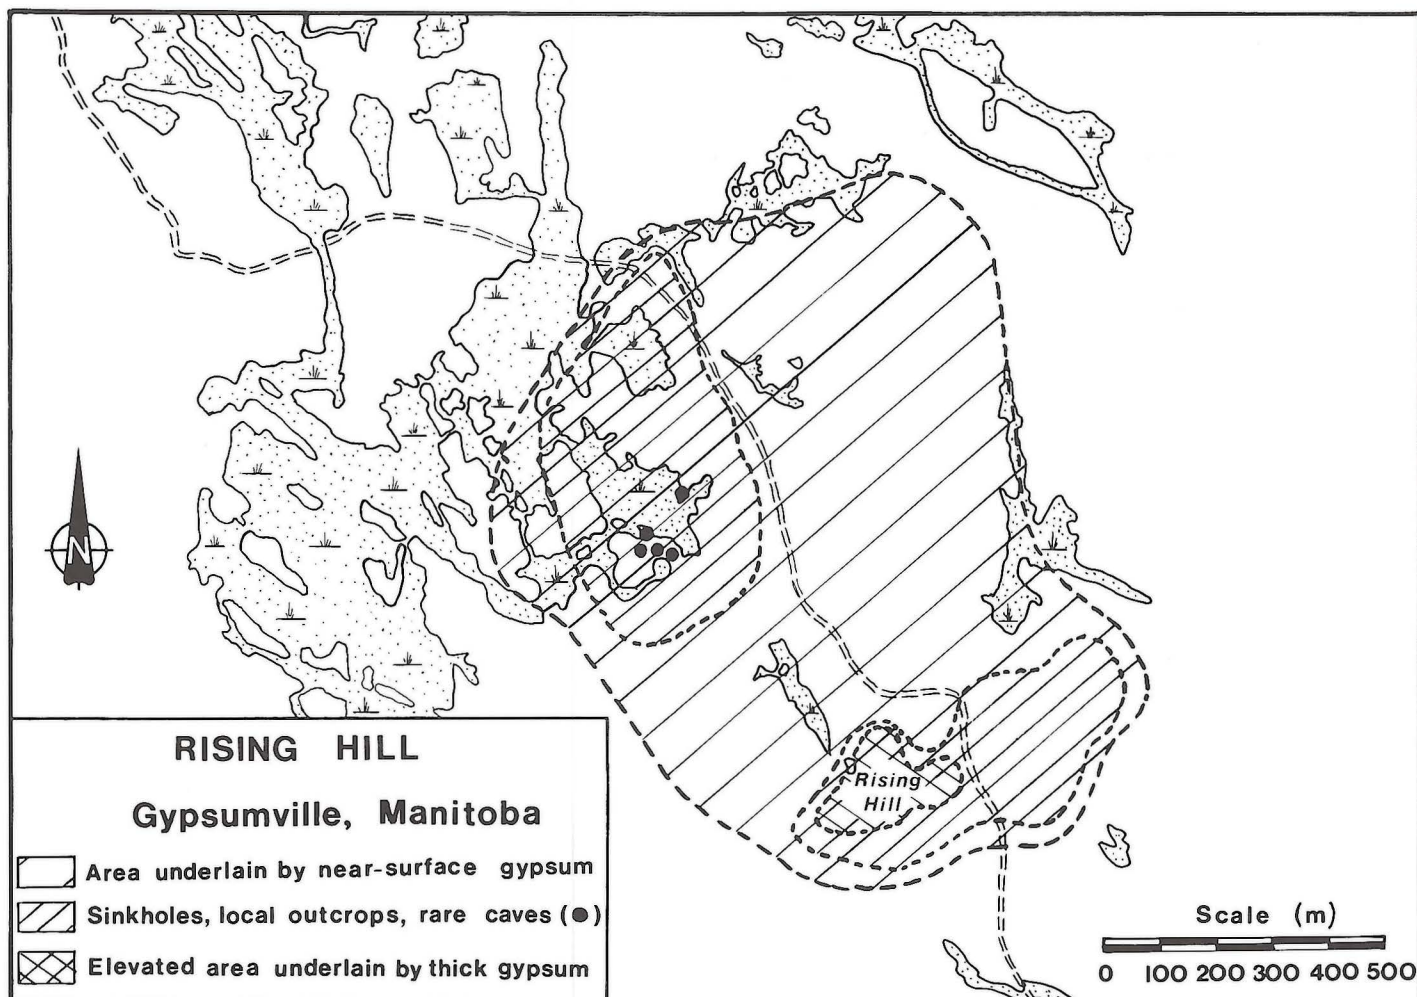 N
Rising
Hill
RISING HILL
Gypsumville, Manitoba
Area underlain by near-surface gypsum
Sinkholes, local outcrops, rare caves (●)
Elevated area underlain by thick gypsum
Scale (m)
0 100 200 300 400 500